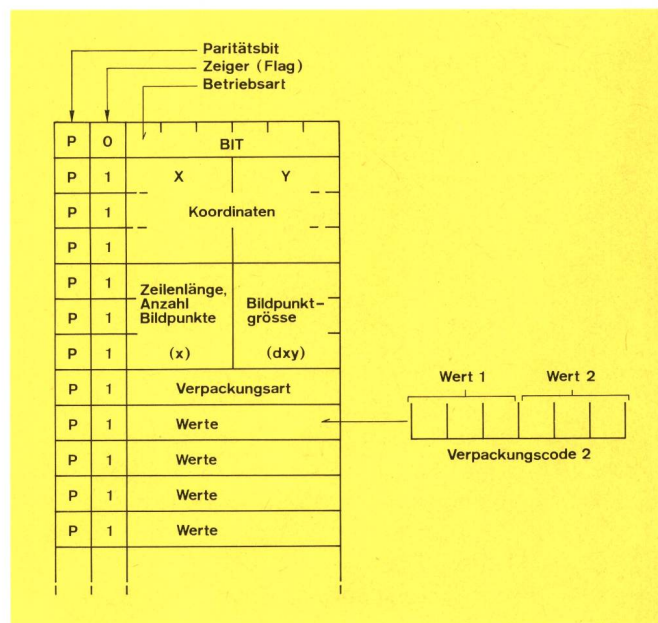 Paritätsbit
Zeiger (Flag)
Betriebsart
P 0 BIT
P 1 X Y
P 1 Koordinaten
P 1
P 1 Zeilenlänge,
Anzahl Bildpunkt-
P 1 Bildpunkte grösse
P 1 (x) (dxy)
P 1 Verpackungsart
P 1 Werte
P 1 Werte
P 1 Werte
P 1 Werte
Wert 1 Wert 2
Verpackungscode 2